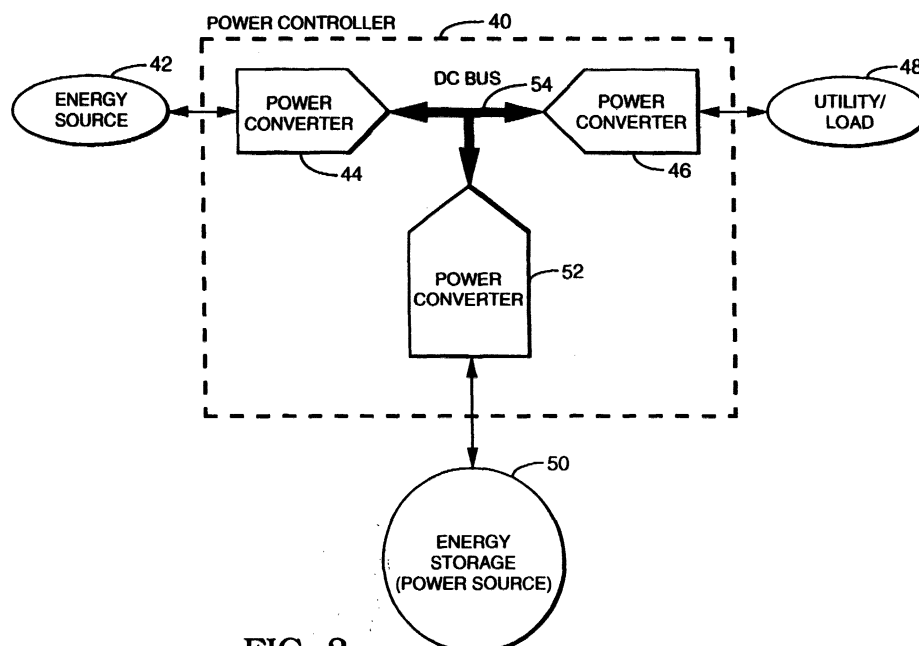 POWER CONTROLLER
40
42
ENERGY
SOURCE
POWER
CONVERTER
44
DC BUS
54
POWER
CONVERTER
46
48
UTILITY/
LOAD
POWER
CONVERTER
52
50
ENERGY
STORAGE
(POWER SOURCE)
FIG